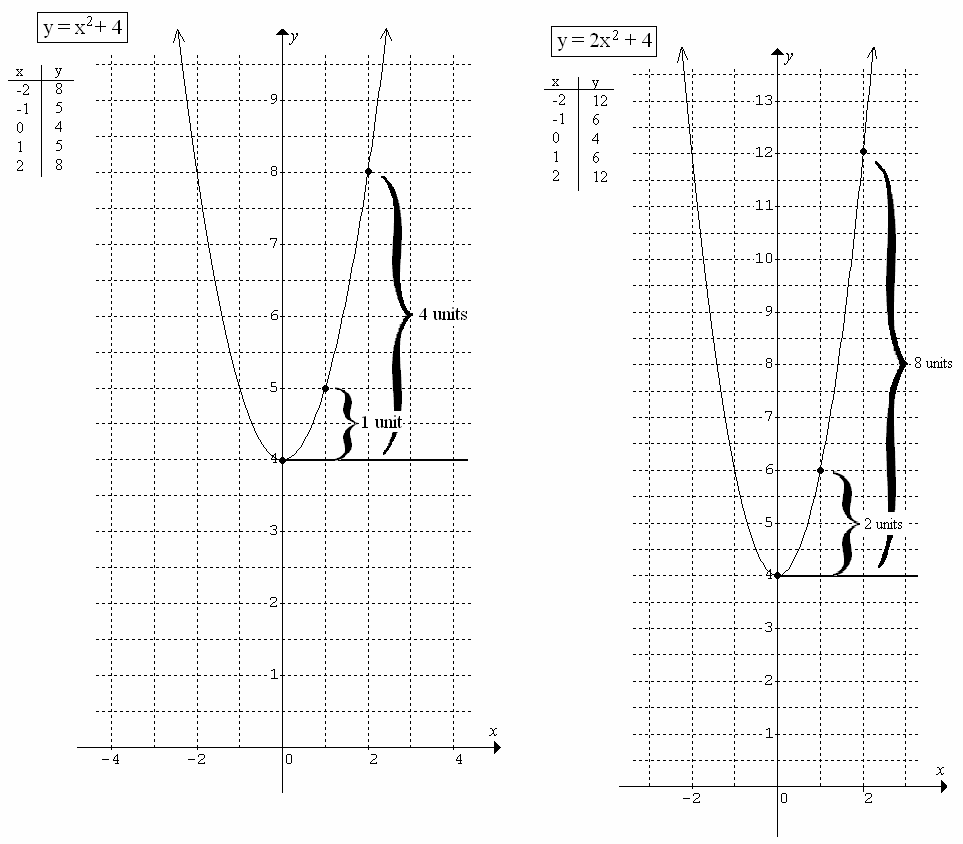 y = x² + 4
x y
-2 8
-1 5
0 4
1 5
2 8
y
9
8
7
6
5
4
3
2
1
4 units
1 unit
x
-4 -2 0 2 4
y = 2x² + 4
x y
-2 12
-1 6
0 4
1 6
2 12
y
13
12
11
10
9
8
7
6
5
4
3
2
1
8 units
2 units
x
-2 0 2